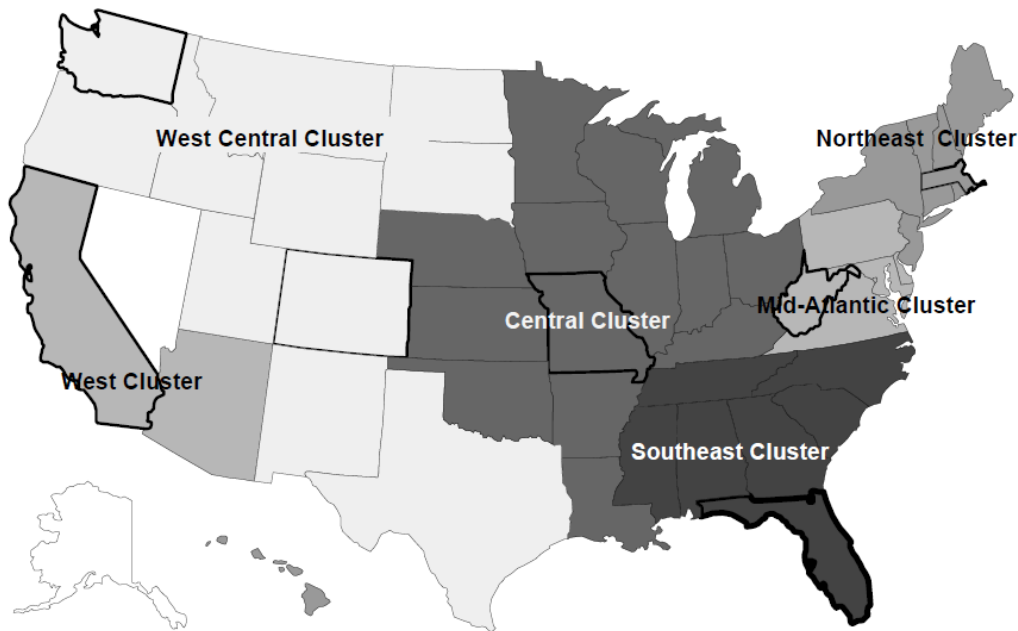 West Central Cluster
Northeast Cluster
Mid-Atlantic Cluster
Central Cluster
West Cluster
Southeast Cluster